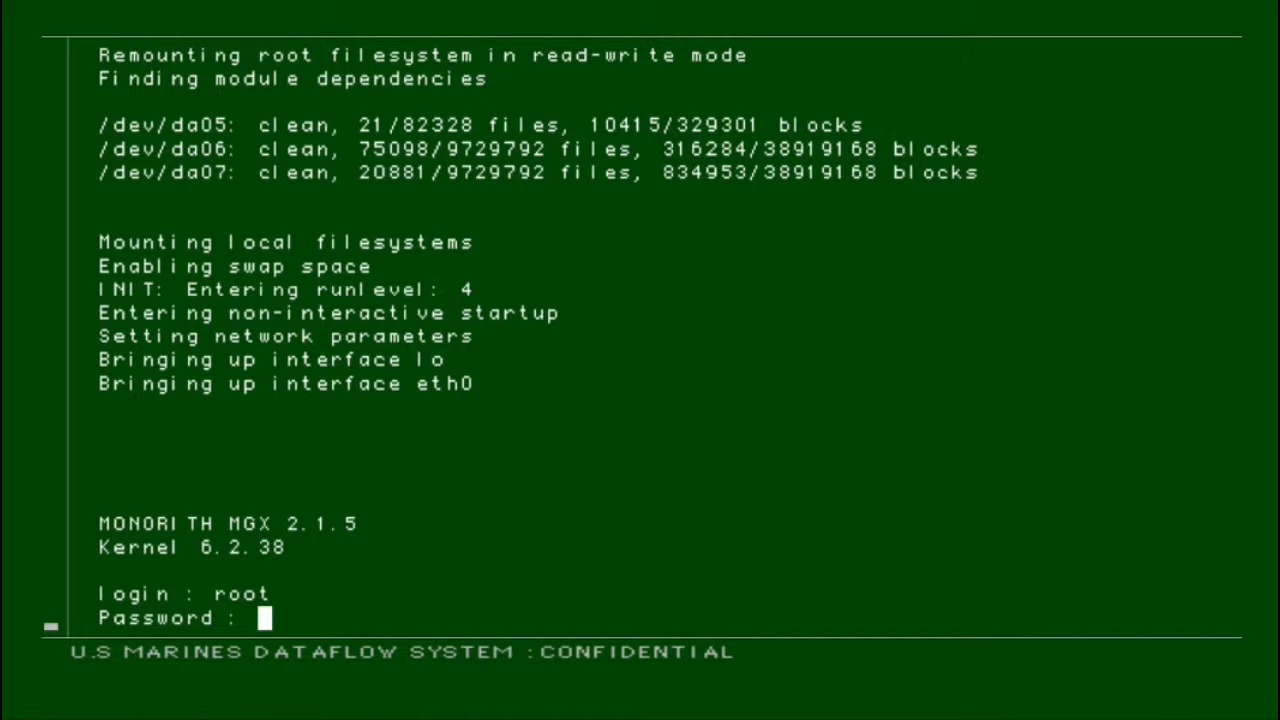 Remounting root filesystem in read-write mode
Finding module dependencies
/dev/da05: clean, 21/82328 files, 10415/329301 blocks
/dev/da06: clean, 75098/9729792 files, 316284/38919168 blocks
/dev/da07: clean, 20881/9729792 files, 834953/38919168 blocks
Mounting local filesystems
Enabling swap space
INIT: Entering runlevel: 4
Entering non-interactive startup
Setting network parameters
Bringing up interface lo
Bringing up interface eth0
MONORITH MGX 2.1.5
Kernel 6.2.38
login : root
Password :
U.S MARINES DATAFLOW SYSTEM :CONFIDENTIAL